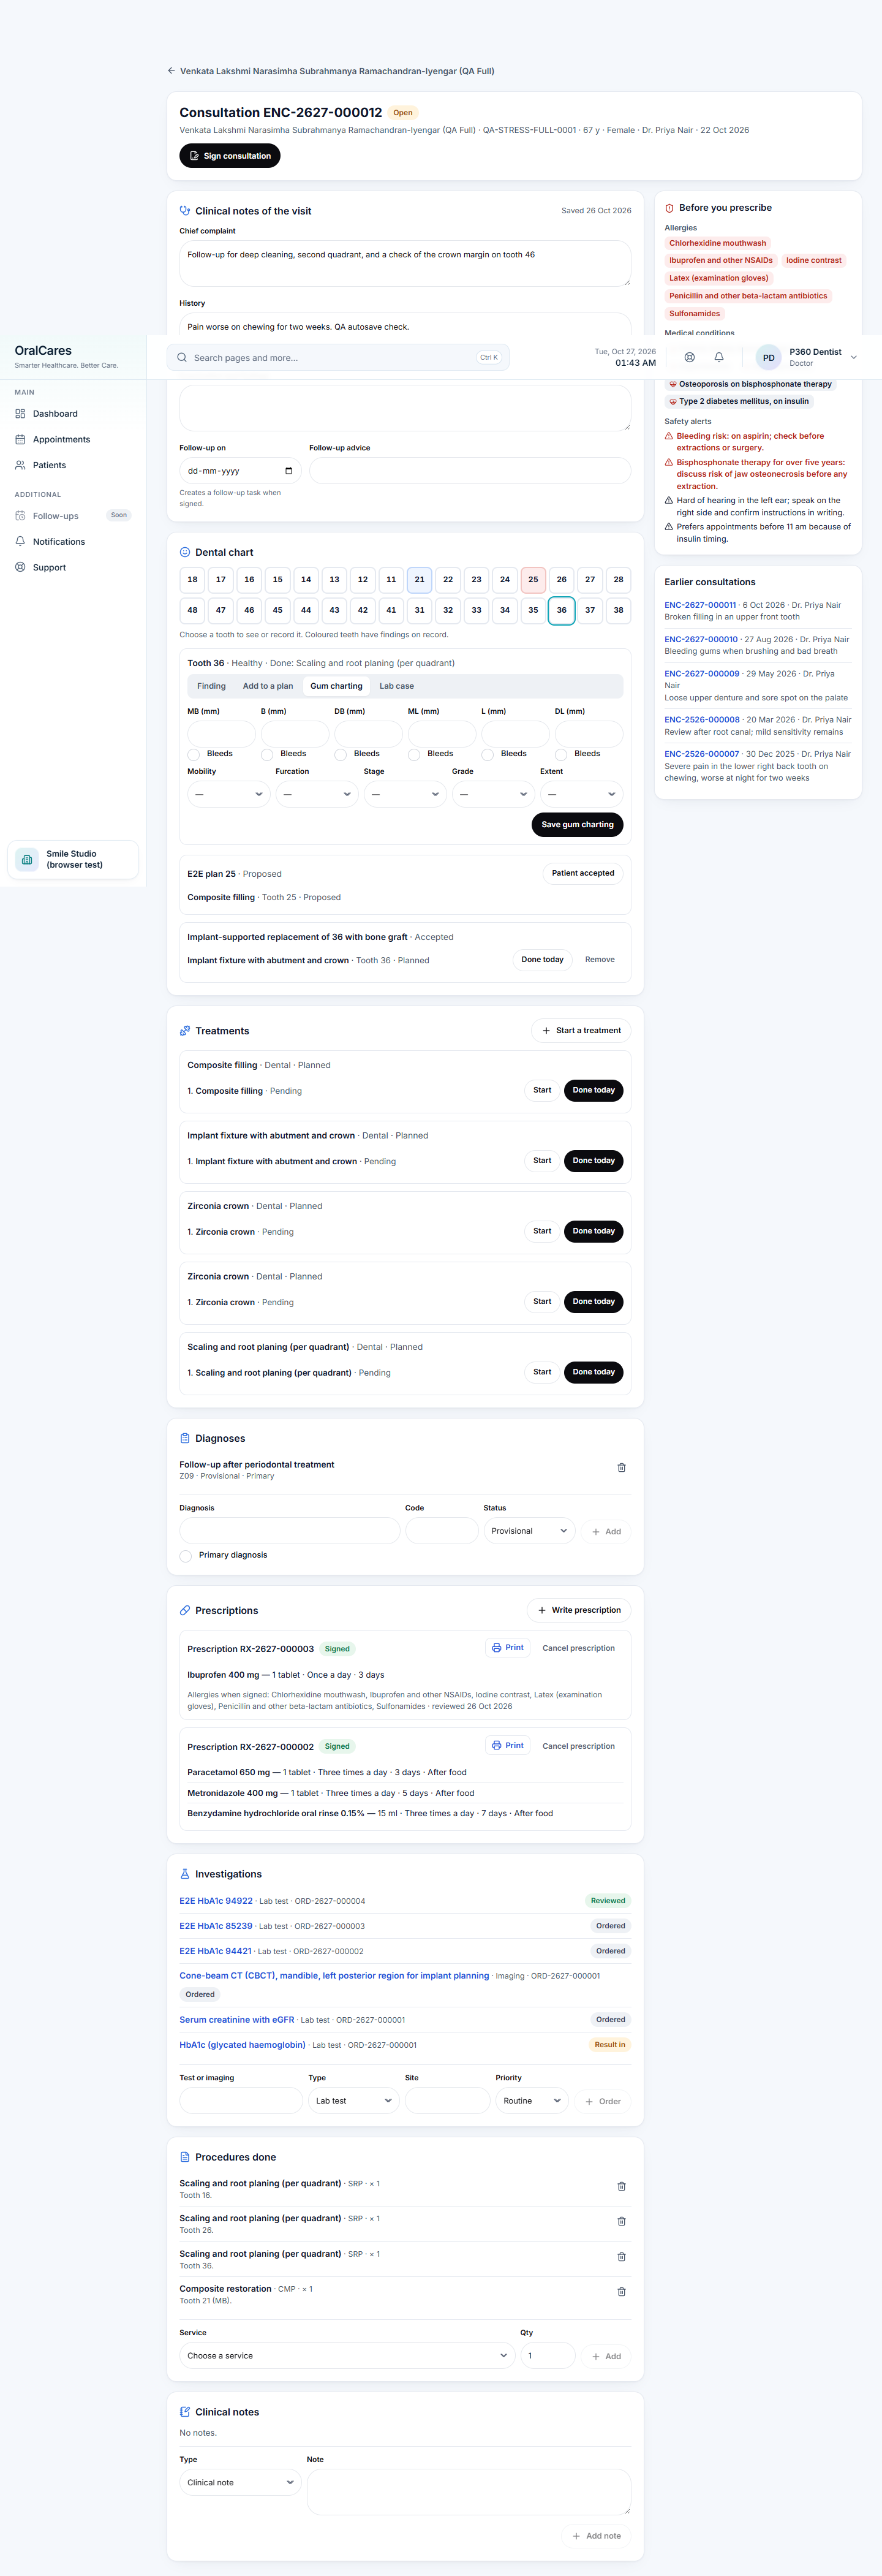 Venkata Lakshmi Narasimha Subrahmanya Ramachandran-Iyengar (QA Full)
Consultation ENC-2627-000012 Open
Venkata Lakshmi Narasimha Subrahmanya Ramachandran-Iyengar (QA Full) · QA-STRESS-FULL-0001 · 67 y · Female · Dr. Priya Nair · 22 Oct 2026
Sign consultation
Clinical notes of the visit
Saved 26 Oct 2026
Chief complaint
Follow-up for deep cleaning, second quadrant, and a check of the crown margin on tooth 46
History
Pain worse on chewing for two weeks. QA autosave check.
Before you prescribe
Allergies
Chlorhexidine mouthwash
Ibuprofen and other NSAIDs
Iodine contrast
Latex (examination gloves)
Penicillin and other beta-lactam antibiotics
Sulfonamides
Medical conditions
OralCares
Smarter Healthcare. Better Care.
Search pages and more...
Ctrl K
Tue, Oct 27, 2026
01:43 AM
PD
P360 Dentist
Doctor
MAIN
Dashboard
Appointments
Patients
ADDITIONAL
Follow-ups Soon
Notifications
Support
Smile Studio
(browser test)
Osteoporosis on bisphosphonate therapy
Type 2 diabetes mellitus, on insulin
Safety alerts
Bleeding risk: on aspirin; check before
extractions or surgery.
Bisphosphonate therapy for over five years:
discuss risk of jaw osteonecrosis before any
extraction.
Hard of hearing in the left ear; speak on the
right side and confirm instructions in writing.
Prefers appointments before 11 am because of
insulin timing.
Follow-up on
Follow-up advice
dd-mm-yyyy
Creates a follow-up task when
signed.
Earlier consultations
ENC-2627-000011 · 6 Oct 2026 · Dr. Priya Nair
Broken filling in an upper front tooth
ENC-2627-000010 · 27 Aug 2026 · Dr. Priya Nair
Bleeding gums when brushing and bad breath
ENC-2627-000009 · 29 May 2026 · Dr. Priya
Nair
Loose upper denture and sore spot on the palate
ENC-2526-000008 · 20 Mar 2026 · Dr. Priya Nair
Review after root canal; mild sensitivity remains
ENC-2526-000007 · 30 Dec 2025 · Dr. Priya Nair
Severe pain in the lower right back tooth on
chewing, worse at night for two weeks
Dental chart
18 17 16 15 14 13 12 11 21 22 23 24 25 26 27 28
48 47 46 45 44 43 42 41 31 32 33 34 35 36 37 38
Choose a tooth to see or record it. Coloured teeth have findings on record.
Tooth 36 · Healthy · Done: Scaling and root planing (per quadrant)
Finding Add to a plan Gum charting Lab case
MB (mm) B (mm) DB (mm) ML (mm) L (mm) DL (mm)
Bleeds Bleeds Bleeds Bleeds Bleeds Bleeds
Mobility Furcation Stage Grade Extent
— — — — —
Save gum charting
E2E plan 25 · Proposed
Patient accepted
Composite filling · Tooth 25 · Proposed
Implant-supported replacement of 36 with bone graft · Accepted
Implant fixture with abutment and crown · Tooth 36 · Planned
Done today Remove
Treatments
Start a treatment
Composite filling · Dental · Planned
1. Composite filling · Pending
Start Done today
Implant fixture with abutment and crown · Dental · Planned
1. Implant fixture with abutment and crown · Pending
Start Done today
Zirconia crown · Dental · Planned
1. Zirconia crown · Pending
Start Done today
Zirconia crown · Dental · Planned
1. Zirconia crown · Pending
Start Done today
Scaling and root planing (per quadrant) · Dental · Planned
1. Scaling and root planing (per quadrant) · Pending
Start Done today
Diagnoses
Follow-up after periodontal treatment
Z09 · Provisional · Primary
Diagnosis Code Status
Provisional
Add
Primary diagnosis
Prescriptions
Write prescription
Prescription RX-2627-000003 Signed
Print Cancel prescription
Ibuprofen 400 mg — 1 tablet · Once a day · 3 days
Allergies when signed: Chlorhexidine mouthwash, Ibuprofen and other NSAIDs, Iodine contrast, Latex (examination
gloves), Penicillin and other beta-lactam antibiotics, Sulfonamides · reviewed 26 Oct 2026
Prescription RX-2627-000002 Signed
Print Cancel prescription
Paracetamol 650 mg — 1 tablet · Three times a day · 3 days · After food
Metronidazole 400 mg — 1 tablet · Three times a day · 5 days · After food
Benzydamine hydrochloride oral rinse 0.15% — 15 ml · Three times a day · 7 days · After food
Investigations
E2E HbA1c 94922 · Lab test · ORD-2627-000004 Reviewed
E2E HbA1c 85239 · Lab test · ORD-2627-000003 Ordered
E2E HbA1c 94421 · Lab test · ORD-2627-000002 Ordered
Cone-beam CT (CBCT), mandible, left posterior region for implant planning · Imaging · ORD-2627-000001
Ordered
Serum creatinine with eGFR · Lab test · ORD-2627-000001 Ordered
HbA1c (glycated haemoglobin) · Lab test · ORD-2627-000001 Result in
Test or imaging Type Site Priority
Lab test
Routine
Order
Procedures done
Scaling and root planing (per quadrant) · SRP · × 1
Tooth 16.
Scaling and root planing (per quadrant) · SRP · × 1
Tooth 26.
Scaling and root planing (per quadrant) · SRP · × 1
Tooth 36.
Composite restoration · CMP · × 1
Tooth 21 (MB).
Service Qty
Choose a service 1
Add
Clinical notes
No notes.
Type Note
Clinical note
Add note